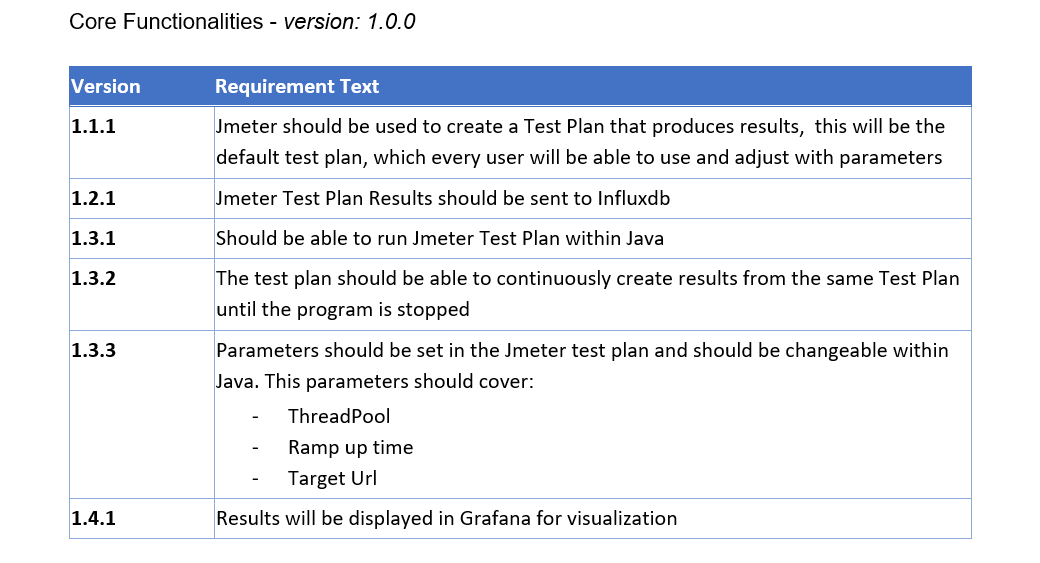 Core Functionalities - version: 1.0.0
Version Requirement Text
1.1.1 Jmeter should be used to create a Test Plan that produces results,  this will be the
default test plan, which every user will be able to use and adjust with parameters
1.2.1 Jmeter Test Plan Results should be sent to Influxdb
1.3.1 Should be able to run Jmeter Test Plan within Java
1.3.2 The test plan should be able to continuously create results from the same Test Plan
until the program is stopped
1.3.3 Parameters should be set in the Jmeter test plan and should be changeable within
Java. This parameters should cover:
- ThreadPool
- Ramp up time
- Target Url
1.4.1 Results will be displayed in Grafana for visualization